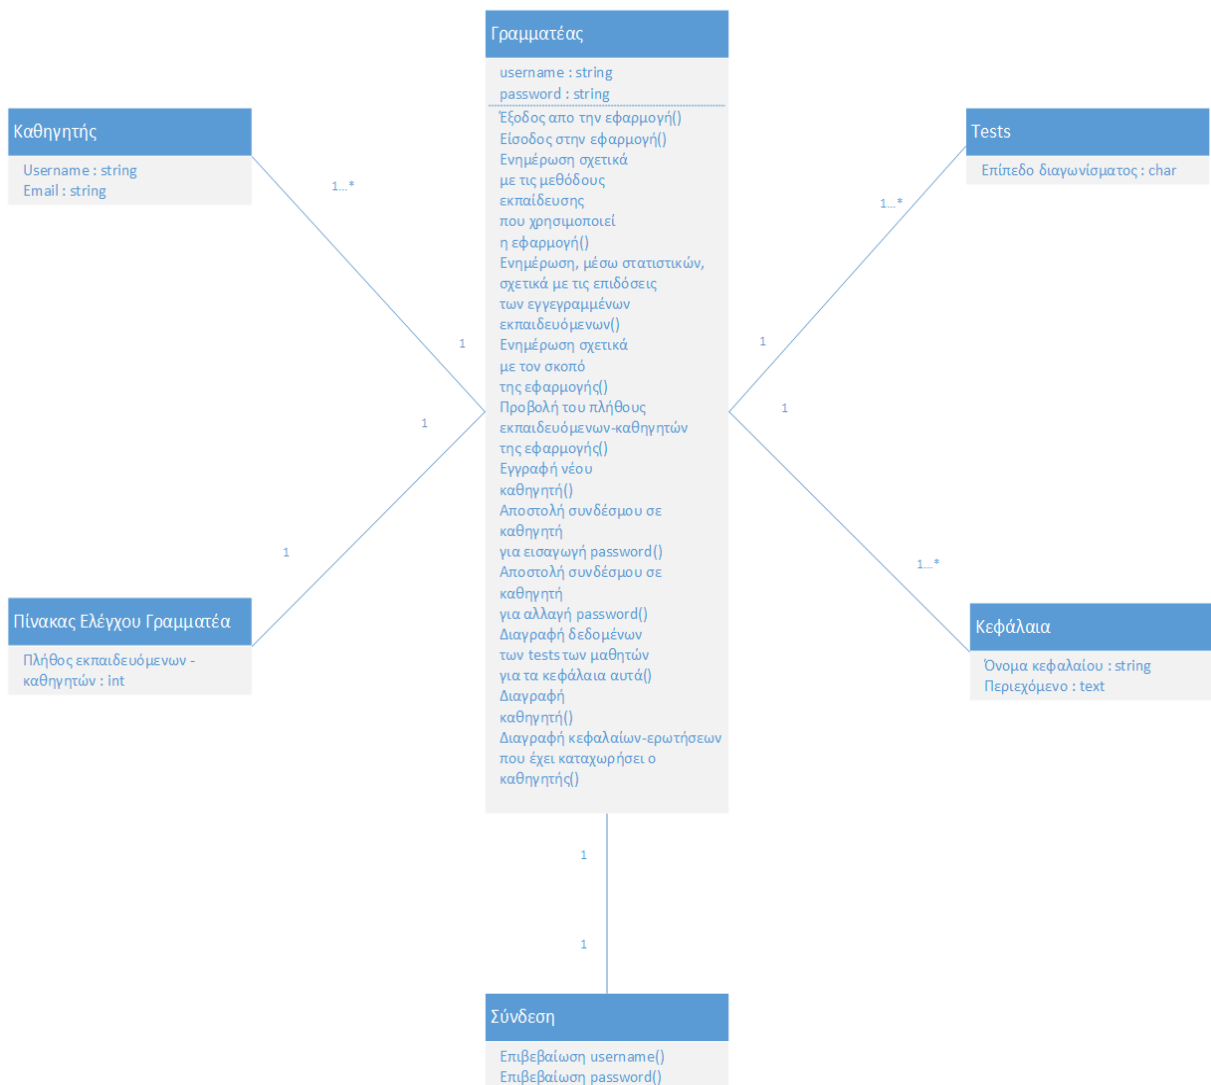 Γραμματέας
username : string
password : string
Έξοδος απο την εφαρμογή()
Είσοδος στην εφαρμογή()
Ενημέρωση σχετικά
με τις μεθόδους
εκπαίδευσης
που χρησιμοποιεί
η εφαρμογή()
Ενημέρωση, μέσω στατιστικών,
σχετικά με τις επιδόσεις
των εγγεγραμμένων
εκπαιδευόμενων()
Ενημέρωση σχετικά
με τον σκοπό
της εφαρμογής()
Προβολή του πλήθους
εκπαιδευόμενων-καθηγητών
της εφαρμογής()
Εγγραφή νέου
καθηγητή()
Αποστολή συνδέσμου σε
καθηγητή
για εισαγωγή password()
Αποστολή συνδέσμου σε
καθηγητή
για αλλαγή password()
Διαγραφή δεδομένων
των tests των μαθητών
για τα κεφάλαια αυτά()
Διαγραφή
καθηγητή()
Διαγραφή κεφαλαίων-ερωτήσεων
που έχει καταχωρήσει ο
καθηγητής()
Καθηγητής
Username : string
Email : string
1...*
1
Tests
Επίπεδο διαγωνίσματος : char
1...*
1
1
1
Πίνακας Ελέγχου Γραμματέα
Πλήθος εκπαιδευόμενων -
καθηγητών : int
1
1...*
Κεφάλαια
Όνομα κεφαλαίου : string
Περιεχόμενο : text
1
1
Σύνδεση
Επιβεβαίωση username()
Επιβεβαίωση password()